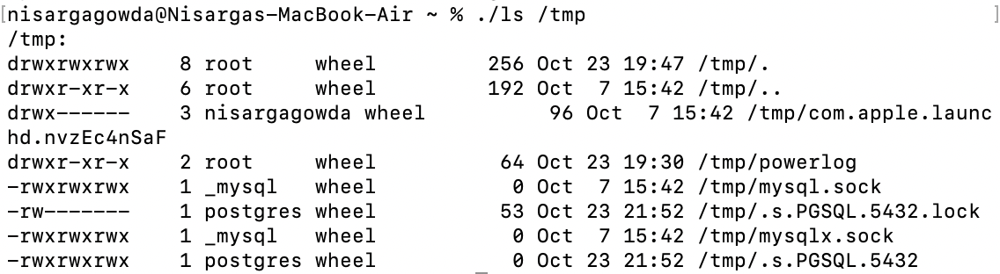 [nisargagowda@Nisargas-MacBook-Air ~ % ./ls /tmp ]
/tmp:
drwxrwxrwx    8 root     wheel         256 Oct 23 19:47 /tmp/.
drwxr-xr-x    6 root     wheel         192 Oct  7 15:42 /tmp/..
drwx------    3 nisargagowda wheel          96 Oct  7 15:42 /tmp/com.apple.launc
hd.nvzEc4nSaF
drwxr-xr-x    2 root     wheel          64 Oct 23 19:30 /tmp/powerlog
-rwxrwxrwx    1 _mysql   wheel           0 Oct  7 15:42 /tmp/mysql.sock
-rw-------    1 postgres wheel          53 Oct 23 21:52 /tmp/.s.PGSQL.5432.lock
-rwxrwxrwx    1 _mysql   wheel           0 Oct  7 15:42 /tmp/mysqlx.sock
-rwxrwxrwx    1 postgres wheel           0 Oct 23 21:52 /tmp/.s.PGSQL.5432